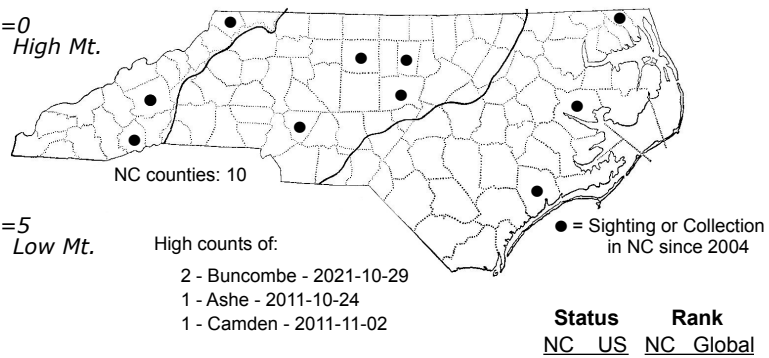 =0
High Mt.
NC counties: 10
=5
Low Mt.
High counts of:
2 - Buncombe - 2021-10-29
1 - Ashe - 2011-10-24
1 - Camden - 2011-11-02
= Sighting or Collection
in NC since 2004
Status Rank
NC US NC Global